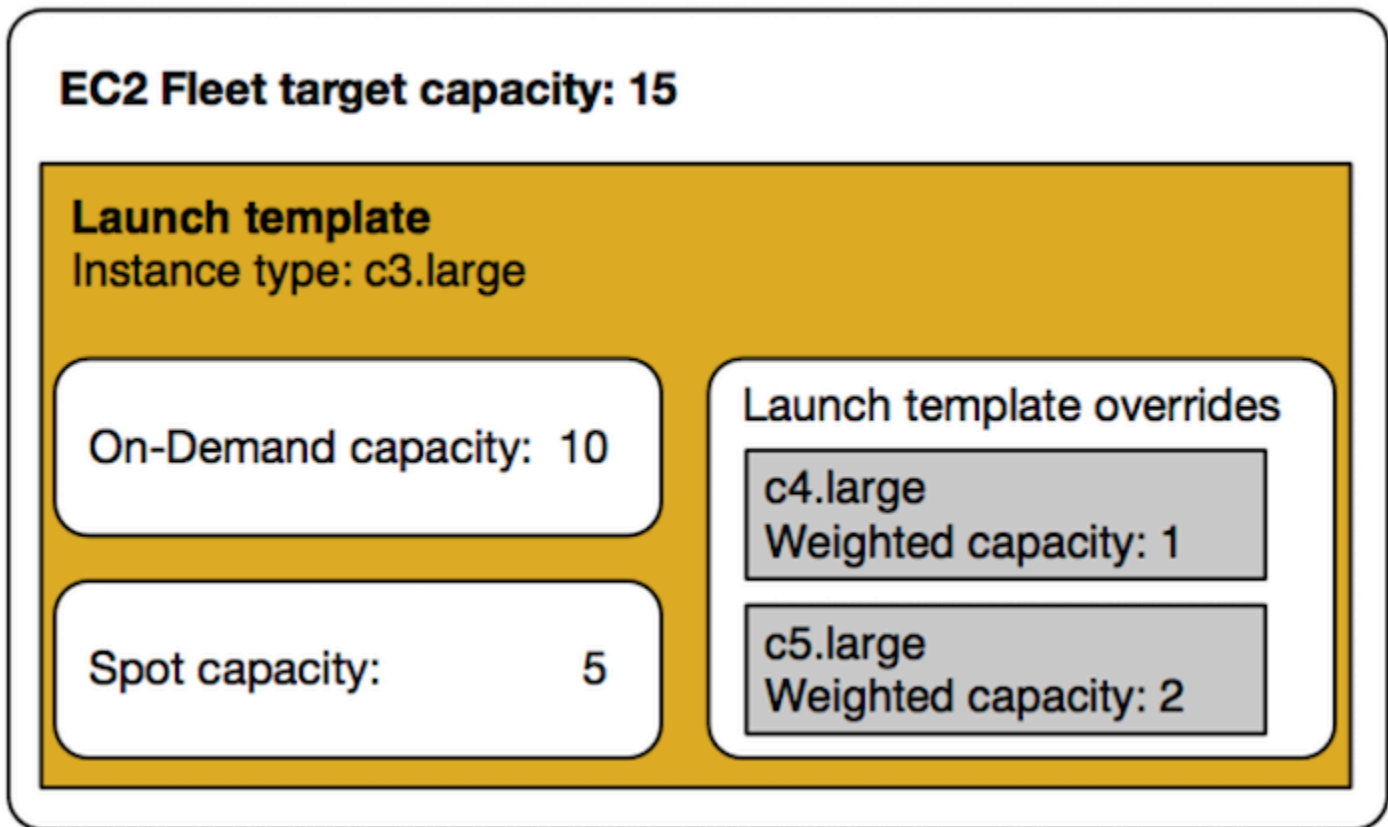 EC2 Fleet target capacity: 15
Launch template
Instance type: c3.large
On-Demand capacity: 10
Spot capacity: 5
Launch template overrides
c4.large
Weighted capacity: 1
c5.large
Weighted capacity: 2